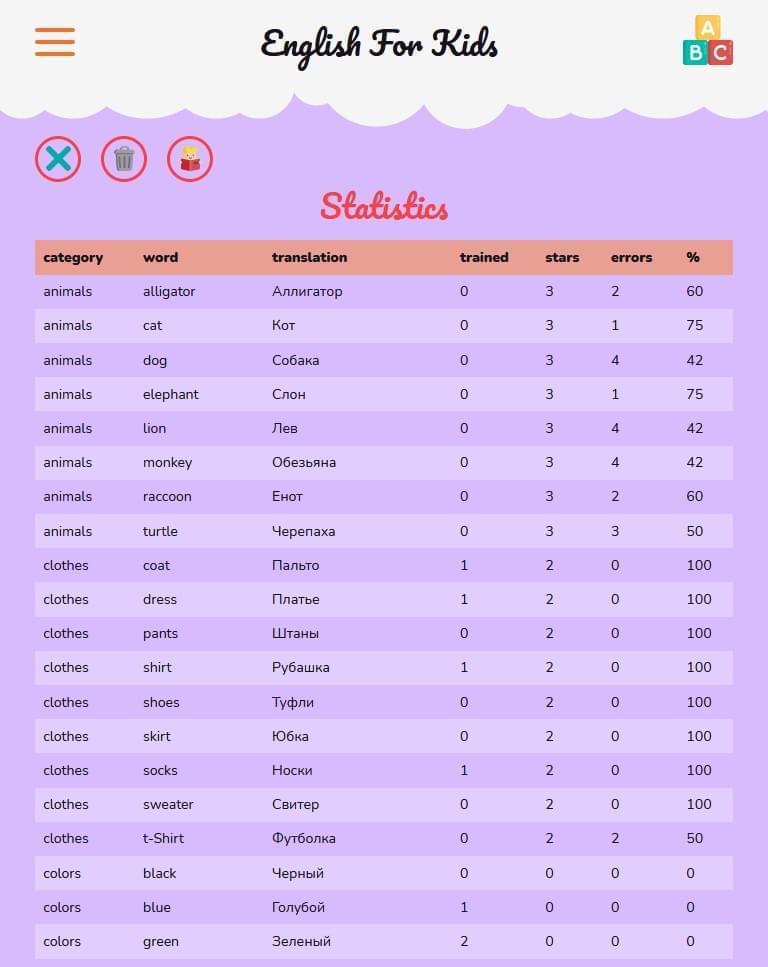 English For Kids
A
B C
Statistics
category word translation trained stars errors %
animals alligator Аллигатор 0 3 2 60
animals cat Кот 0 3 1 75
animals dog Собака 0 3 4 42
animals elephant Слон 0 3 1 75
animals lion Лев 0 3 4 42
animals monkey Обезьяна 0 3 4 42
animals raccoon Енот 0 3 2 60
animals turtle Черепаха 0 3 3 50
clothes coat Пальто 1 2 0 100
clothes dress Платье 1 2 0 100
clothes pants Штаны 0 2 0 100
clothes shirt Рубашка 1 2 0 100
clothes shoes Туфли 0 2 0 100
clothes skirt Юбка 0 2 0 100
clothes socks Носки 1 2 0 100
clothes sweater Свитер 0 2 0 100
clothes t-Shirt Футболка 0 2 2 50
colors black Черный 0 0 0 0
colors blue Голубой 1 0 0 0
colors green Зеленый 2 0 0 0